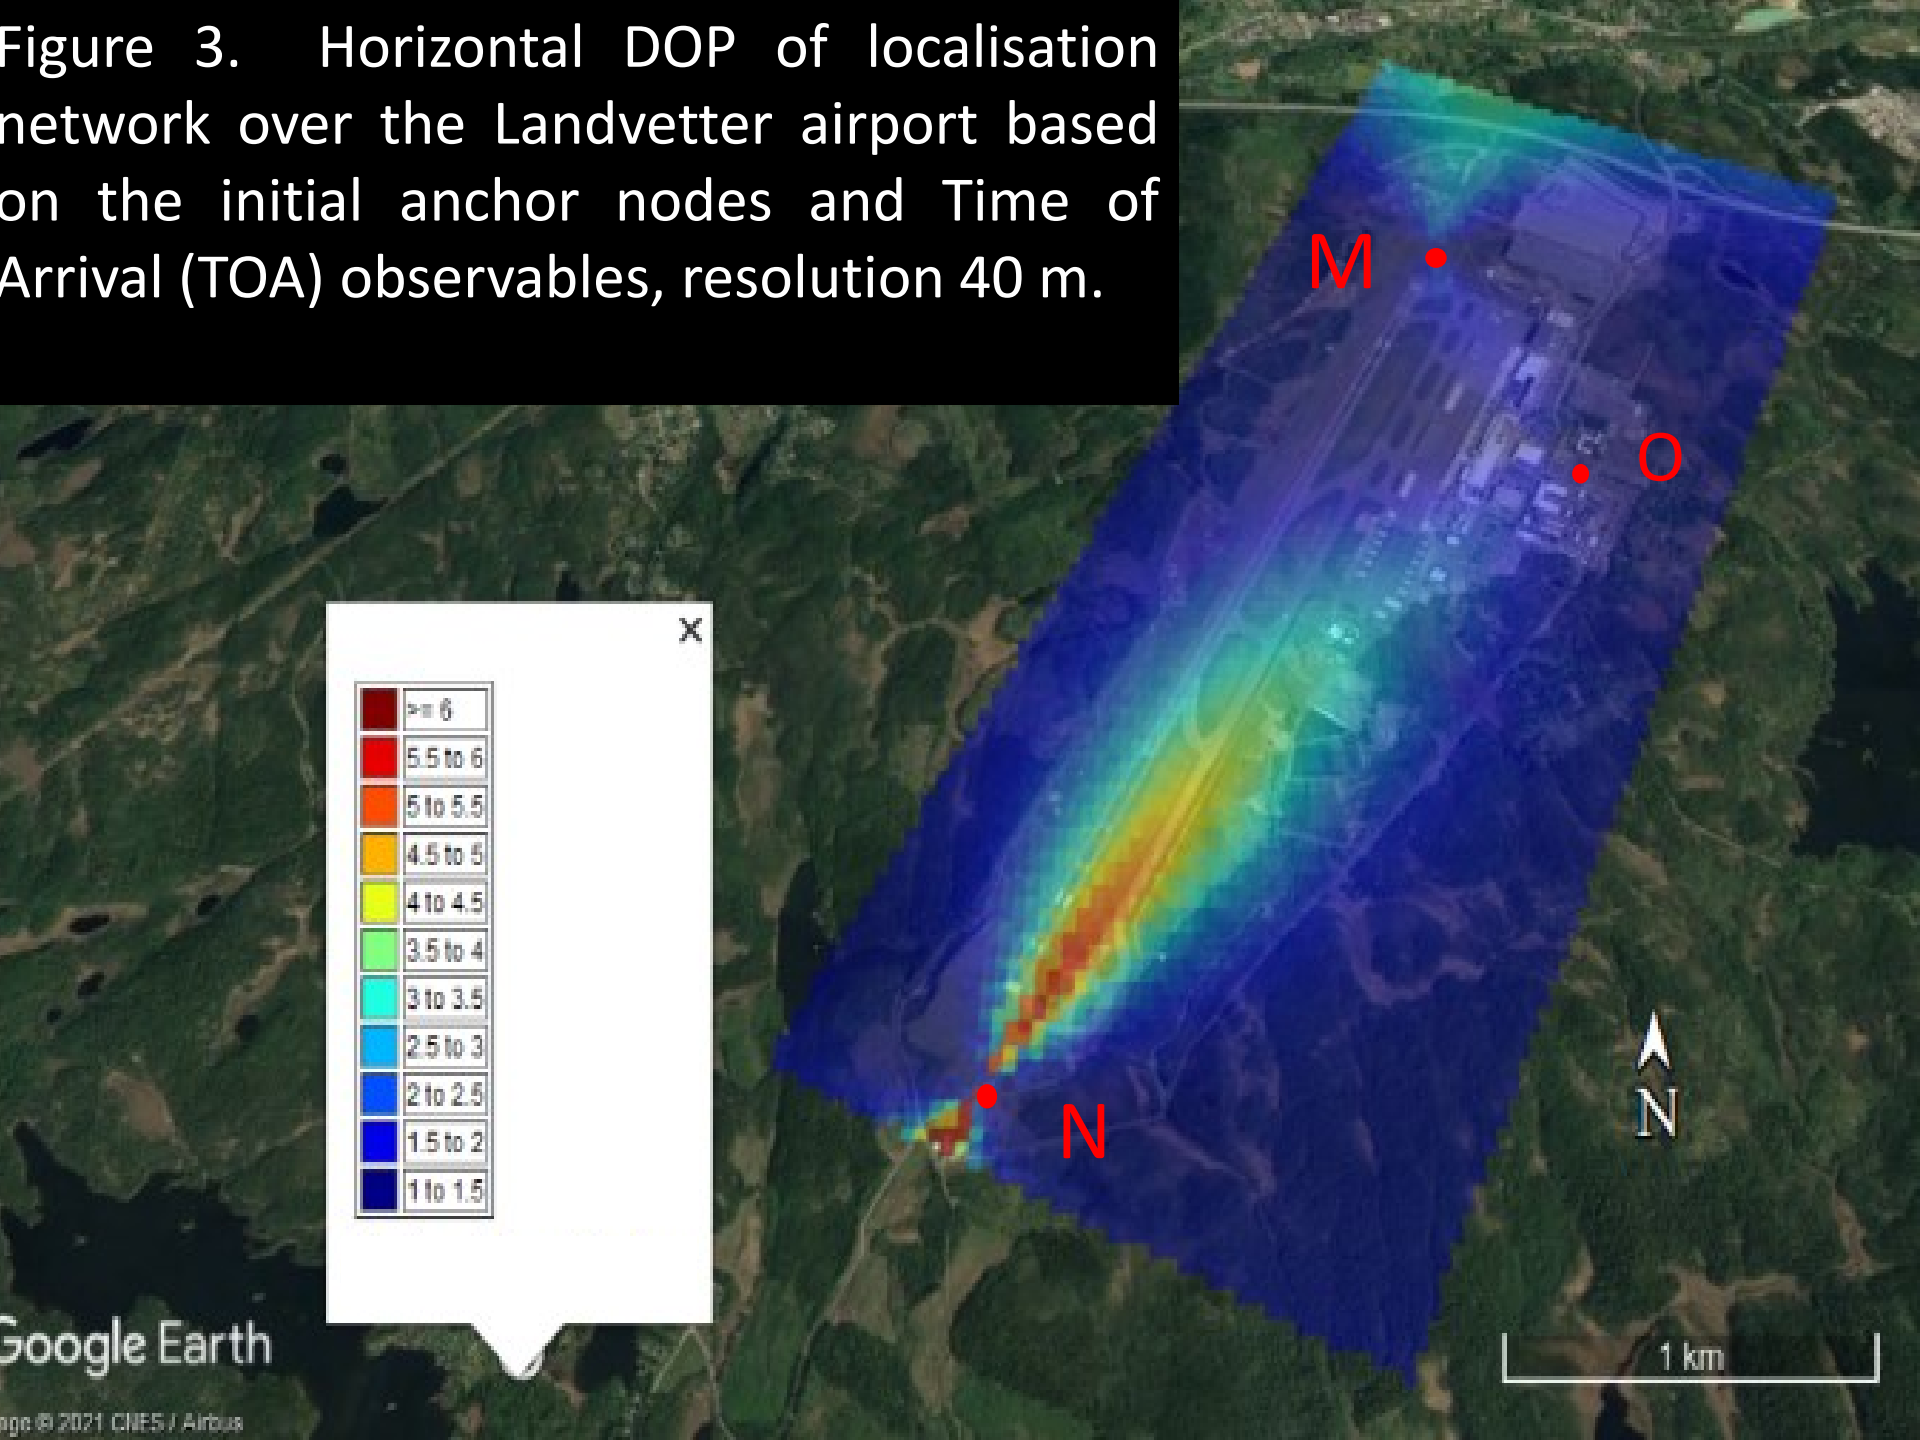 Figure 3. Horizontal DOP of localisation
network over the Landvetter airport based
on the initial anchor nodes and Time of
Arrival (TOA) observables, resolution 40 m.
M
O
X
>= 6
5.5 to 6
5 to 5.5
4.5 to 5
4 to 4.5
3.5 to 4
3 to 3.5
2.5 to 3
2 to 2.5
1.5 to 2
1 to 1.5
N
N
1 km
Google Earth
age © 2021 CNES / Airbus